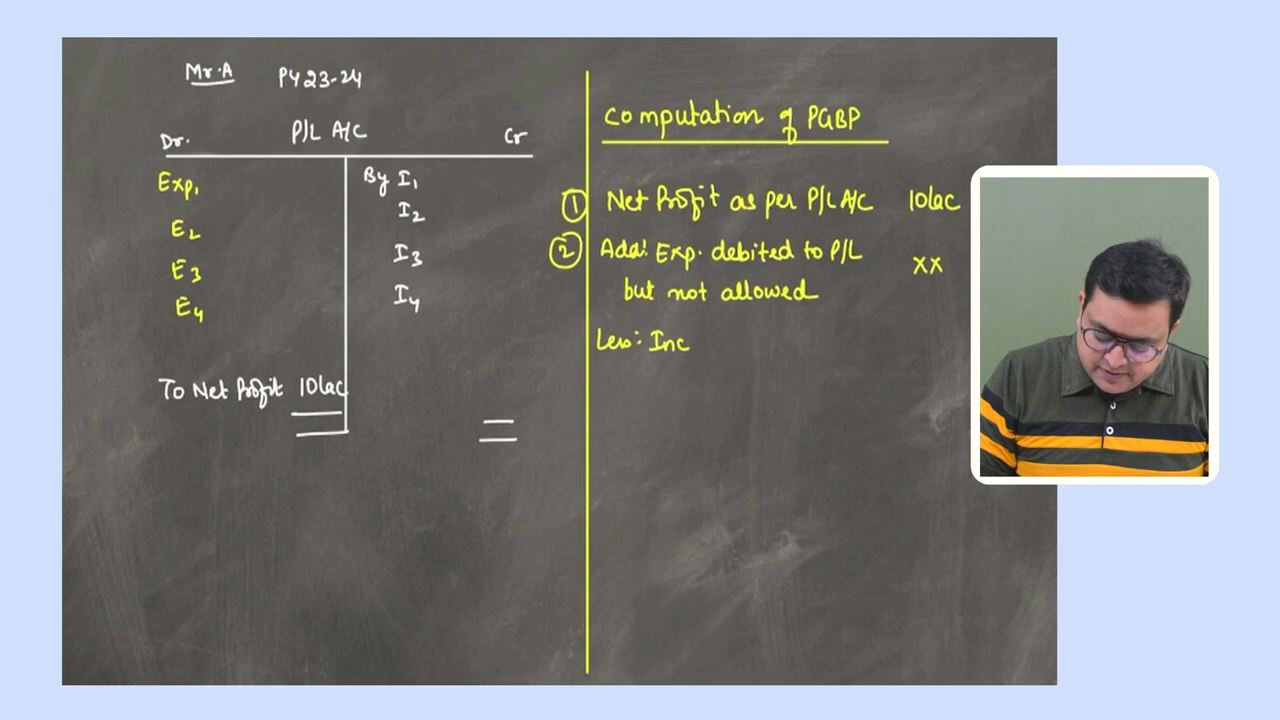 Mr.A PY 23-24
Dr. P/L A/C Cr
Exp1 By I1
E2 I2
E3 I3
E4 I4
To Net Profit 10lac
Computation of PGBP
1 Net Profit as per P/L A/C 10lac
2 Add: Exp. debited to P/L xx
but not allowed
Less: Inc